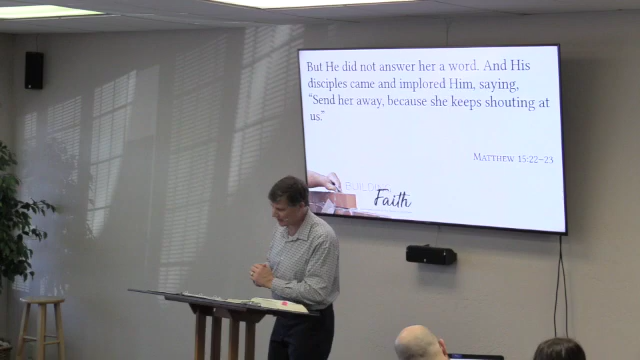 But He did not answer her a word. And His
disciples came and implored Him, saying,
“Send her away, because she keeps shouting at
us.”
Matthew 15:22–23
BUILDING
Faith